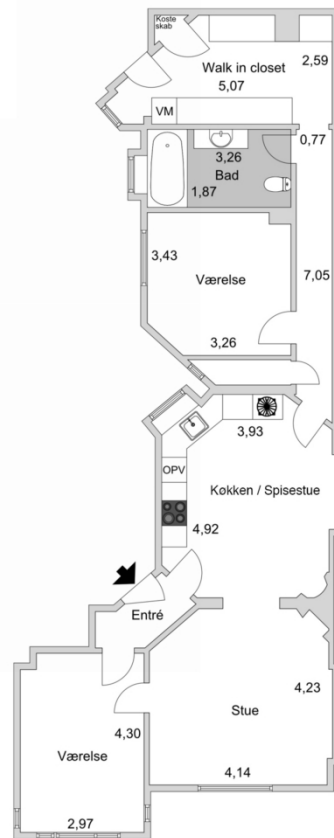 Koste
skab
Walk in closet
2,59
5,07
VM
0,77
3,26
Bad
1,87
3,43
7,05
Værelse
3,26
3,93
OPV
Køkken / Spisestue
4,92
Entré
4,23
4,30
Stue
Værelse
4,14
2,97